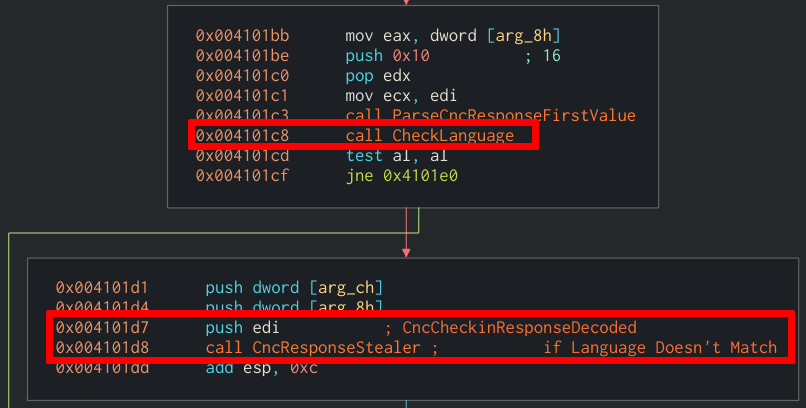 0x004101bb mov eax, dword [arg_8h]
0x004101be push 0x10 ; 16
0x004101c0 pop edx
0x004101c1 mov ecx, edi
0x004101c3 call ParseCncResponseFirstValue
0x004101c8 call CheckLanguage
0x004101cd test al, al
0x004101cf jne 0x4101e0
0x004101d1 push dword [arg_ch]
0x004101d4 push dword [arg_8h]
0x004101d7 push edi ; CncCheckinResponseDecoded
0x004101d8 call CncResponseStealer ; if Language Doesn't Match
0x004101dd add esp, 0xc